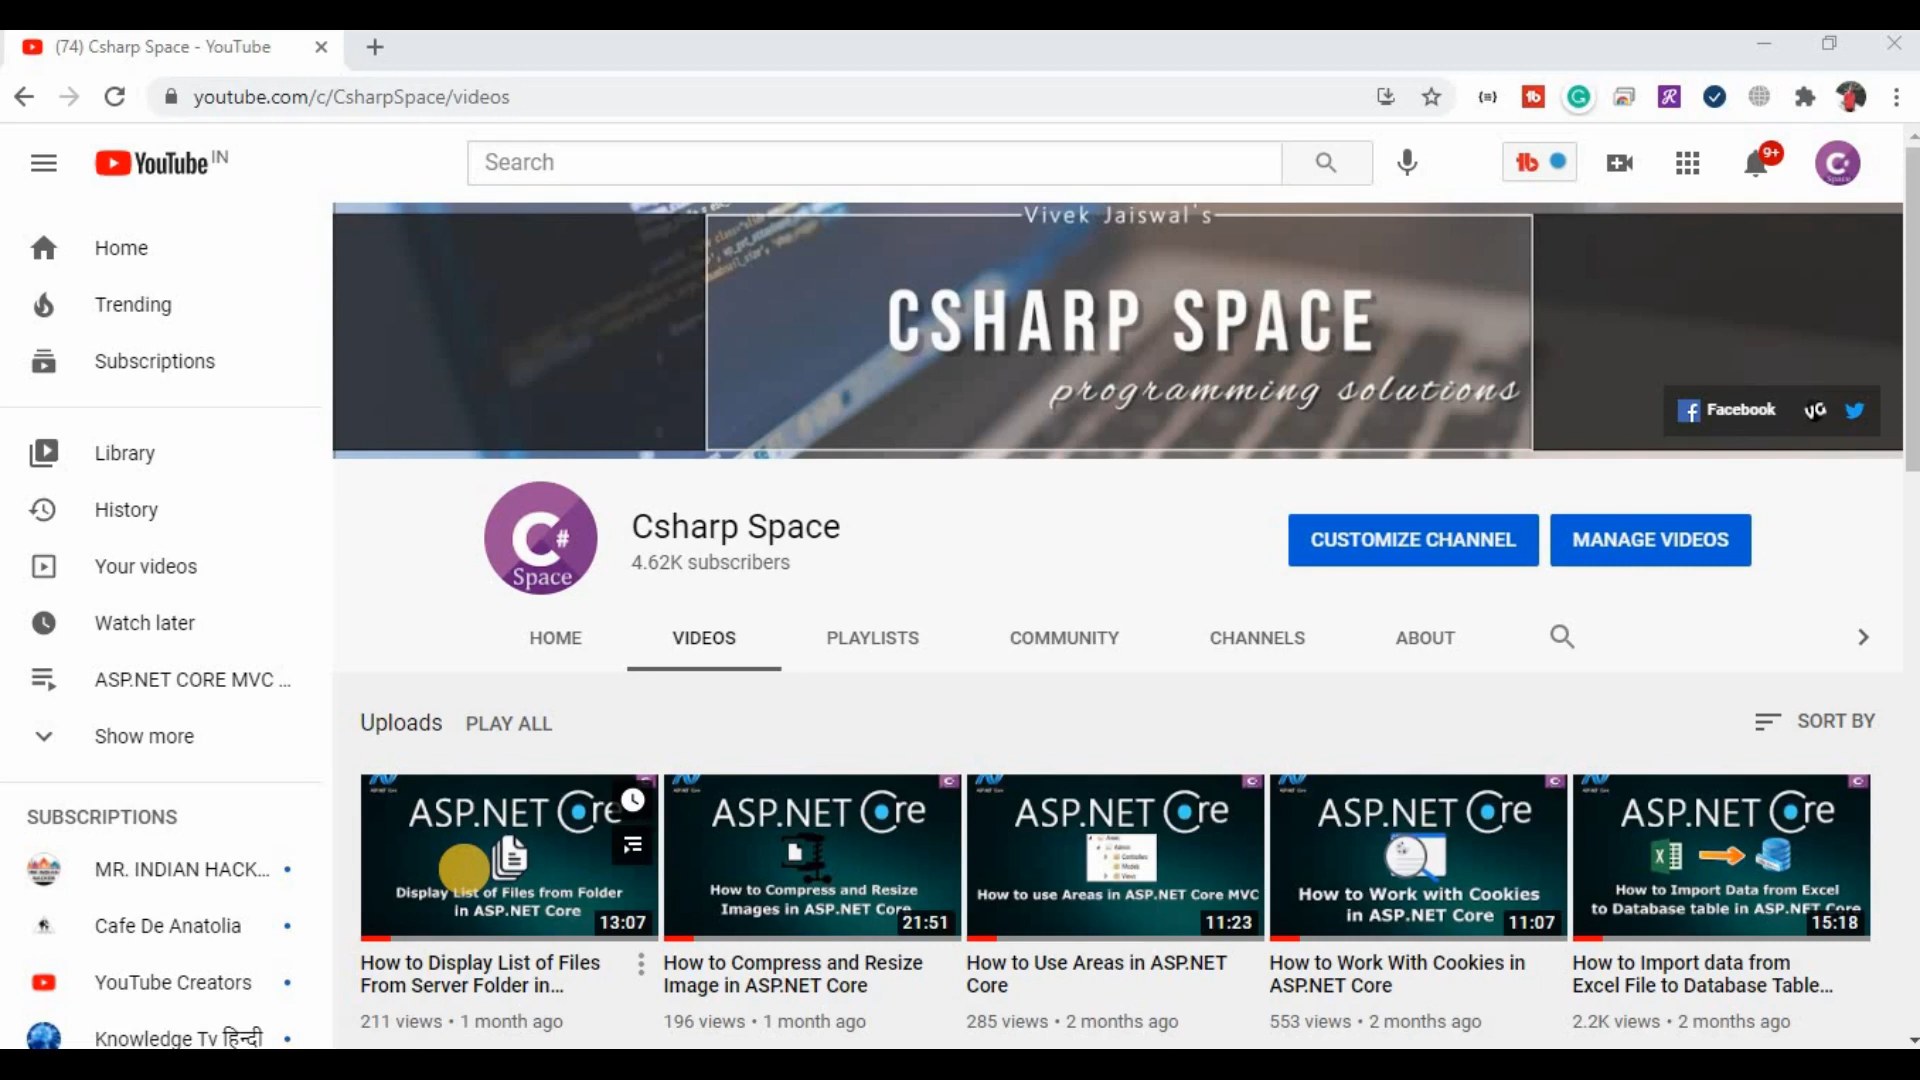 (74) Csharp Space - YouTube
youtube.com/c/CsharpSpace/videos
YouTube IN
Search
9+
Home
Trending
Subscriptions
Library
History
Your videos
Watch later
ASP.NET CORE MVC ...
Show more
SUBSCRIPTIONS
MR. INDIAN HACK...
Cafe De Anatolia
YouTube Creators
Knowledge Tv हिन्दी
Vivek Jaiswal's
CSHARP SPACE
programming solutions
Facebook
C#
Space
Csharp Space
4.62K subscribers
CUSTOMIZE CHANNEL
MANAGE VIDEOS
HOME
VIDEOS
PLAYLISTS
COMMUNITY
CHANNELS
ABOUT
Uploads
PLAY ALL
SORT BY
ASP.NET Core
Display List of Files from Folder
in ASP.NET Core
13:07
How to Display List of Files
From Server Folder in...
211 views • 1 month ago
ASP.NET Core
How to Compress and Resize
Images in ASP.NET Core
21:51
How to Compress and Resize
Image in ASP.NET Core
196 views • 1 month ago
ASP.NET Core
How to use Areas in ASP.NET Core MVC
11:23
How to Use Areas in ASP.NET
Core
285 views • 2 months ago
ASP.NET Core
How to Work with Cookies
in ASP.NET Core
11:07
How to Work With Cookies in
ASP.NET Core
553 views • 2 months ago
ASP.NET Core
How to Import Data from Excel
to Database table in ASP.NET Core
15:18
How to Import data from
Excel File to Database Table...
2.2K views • 2 months ago